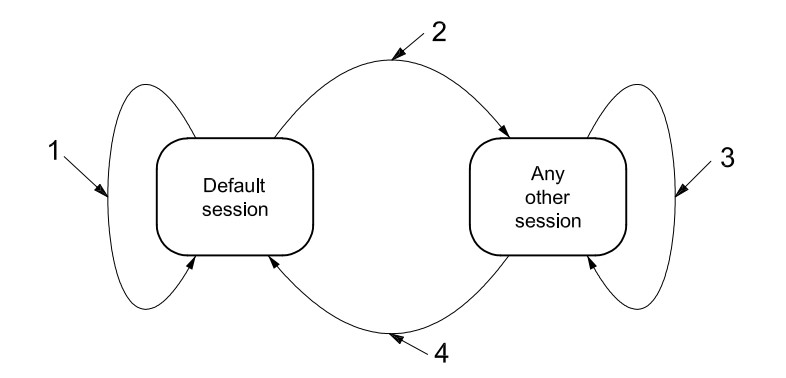 2
1
Default
session
Any
other
session
3
4